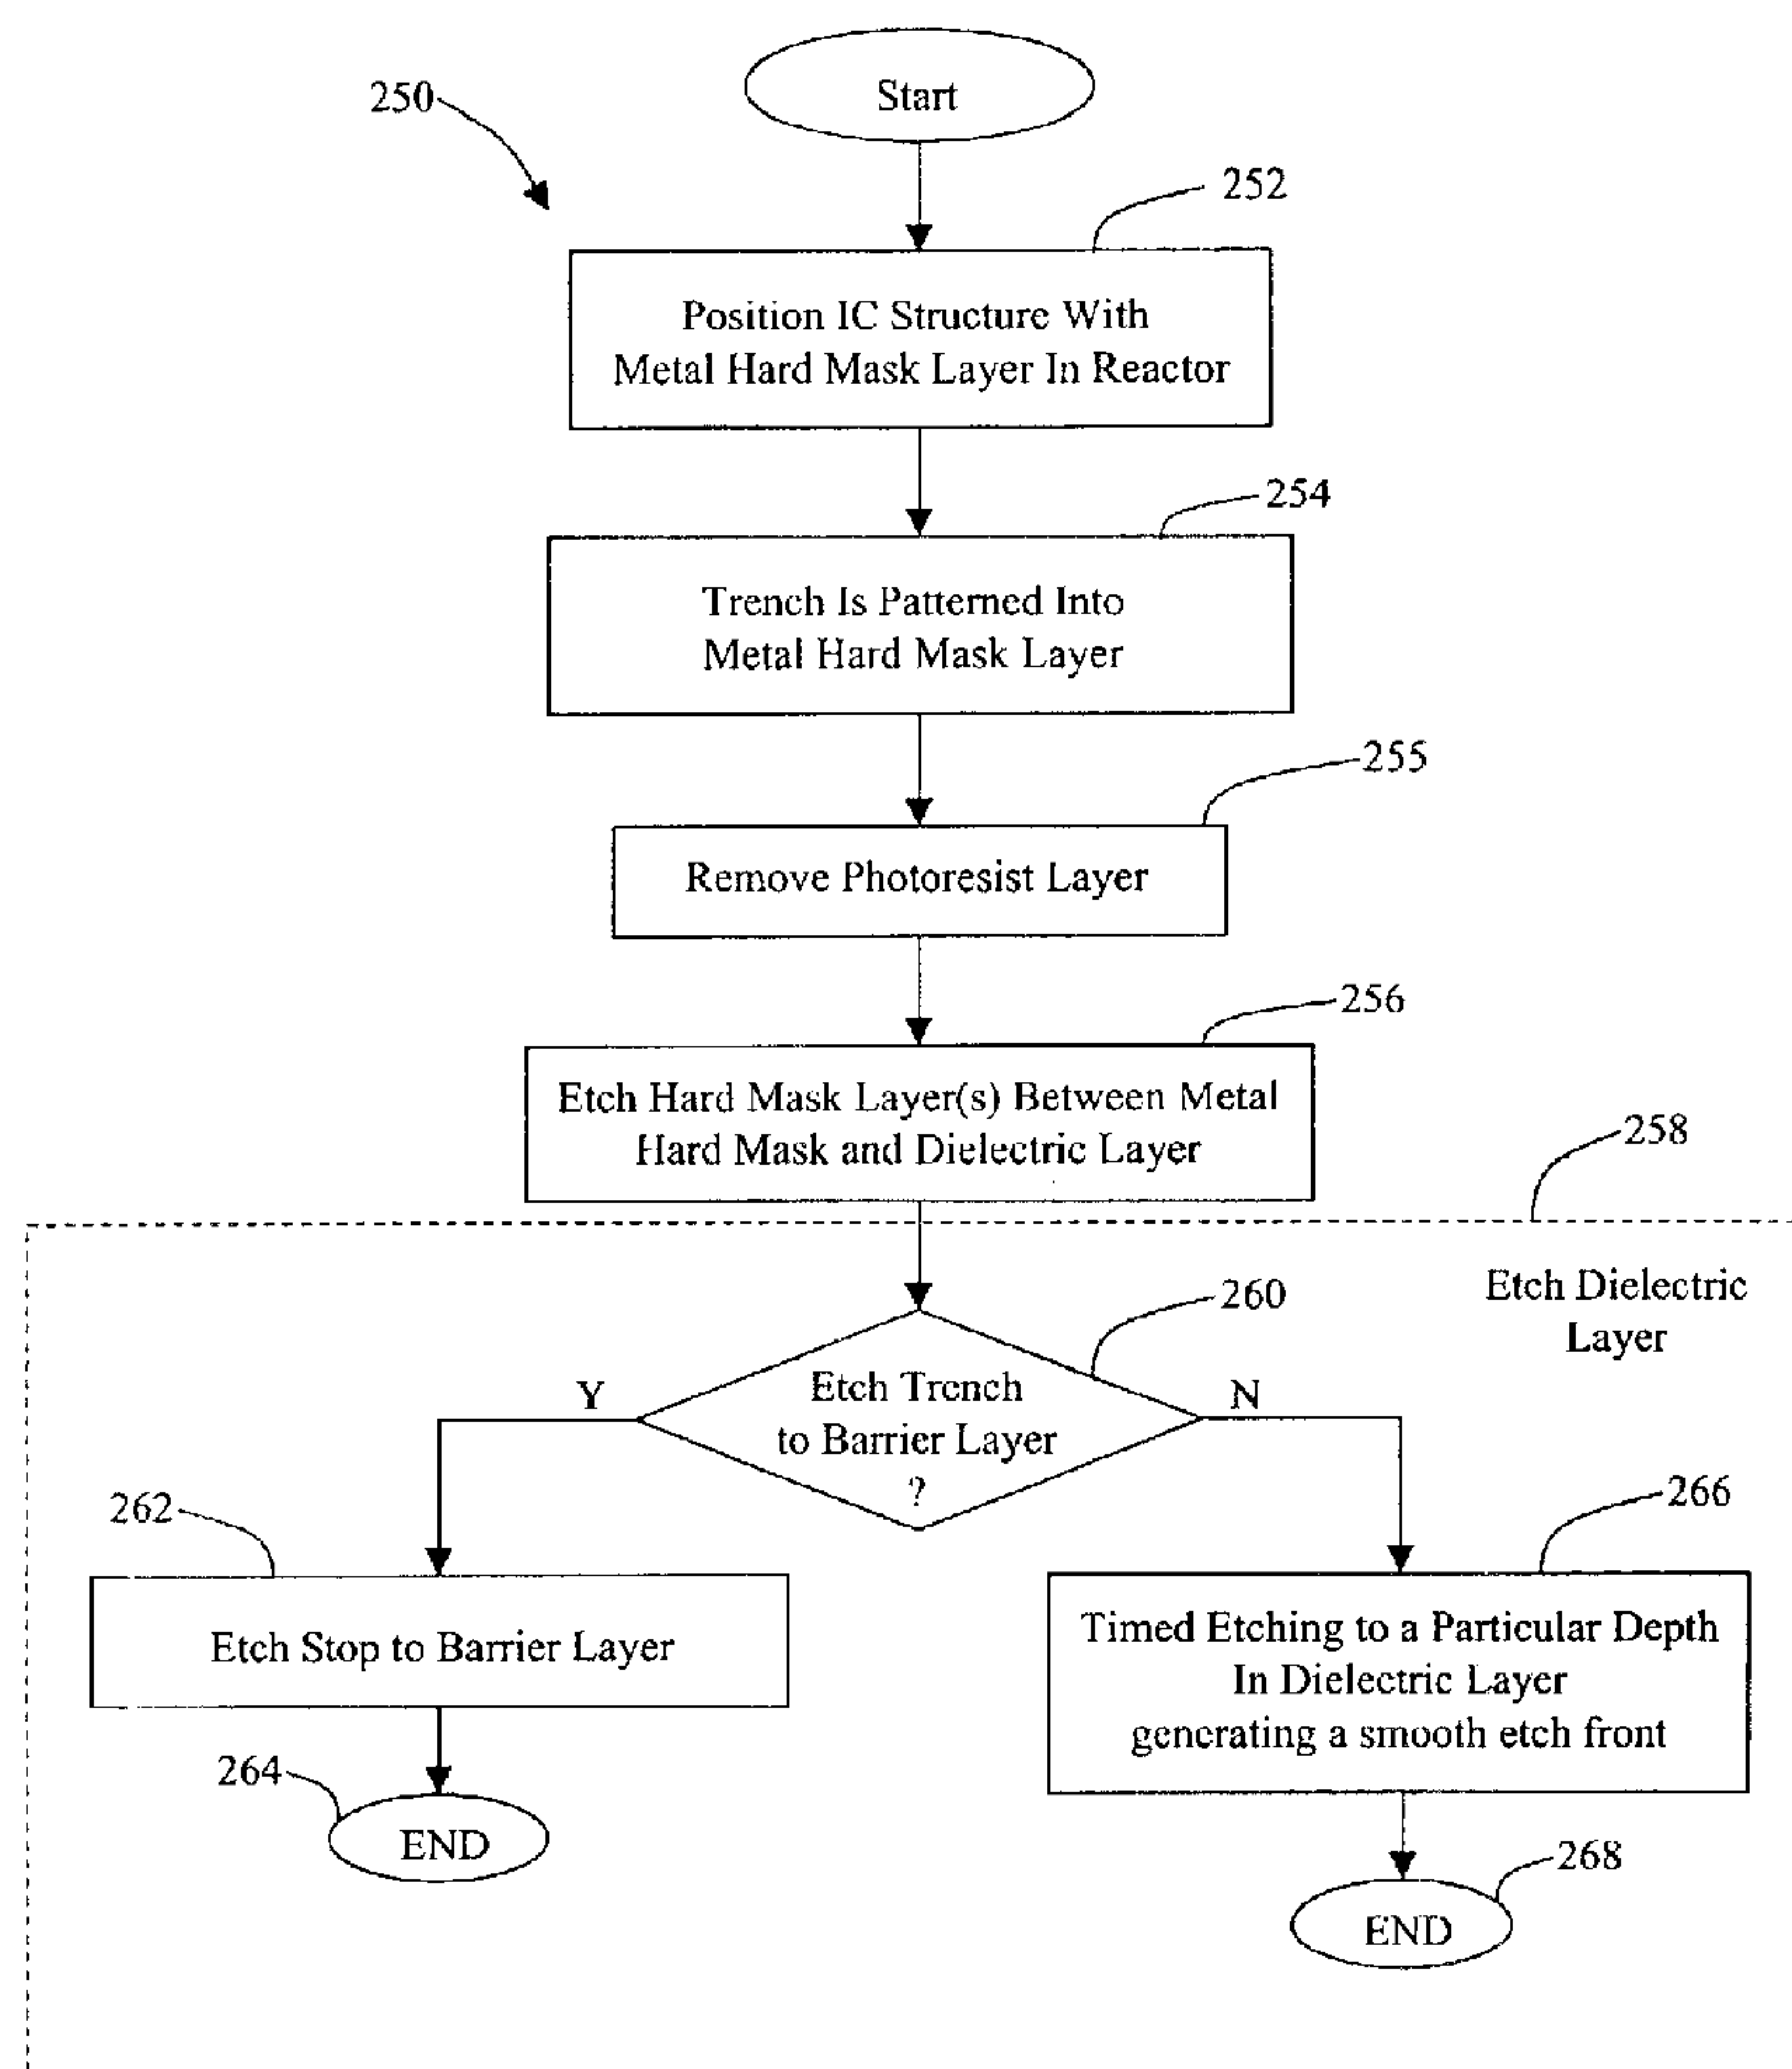 Start
250
252
Position IC Structure With
Metal Hard Mask Layer In Reactor
254
Trench Is Patterned Into
Metal Hard Mask Layer
255
Remove Photoresist Layer
256
Etch Hard Mask Layer(s) Between Metal
Hard Mask and Dielectric Layer
258
Etch Dielectric
Layer
260
Etch Trench
to Barrier Layer
?
Y
N
262
Etch Stop to Barrier Layer
264
END
266
Timed Etching to a Particular Depth
In Dielectric Layer
generating a smooth etch front
268
END